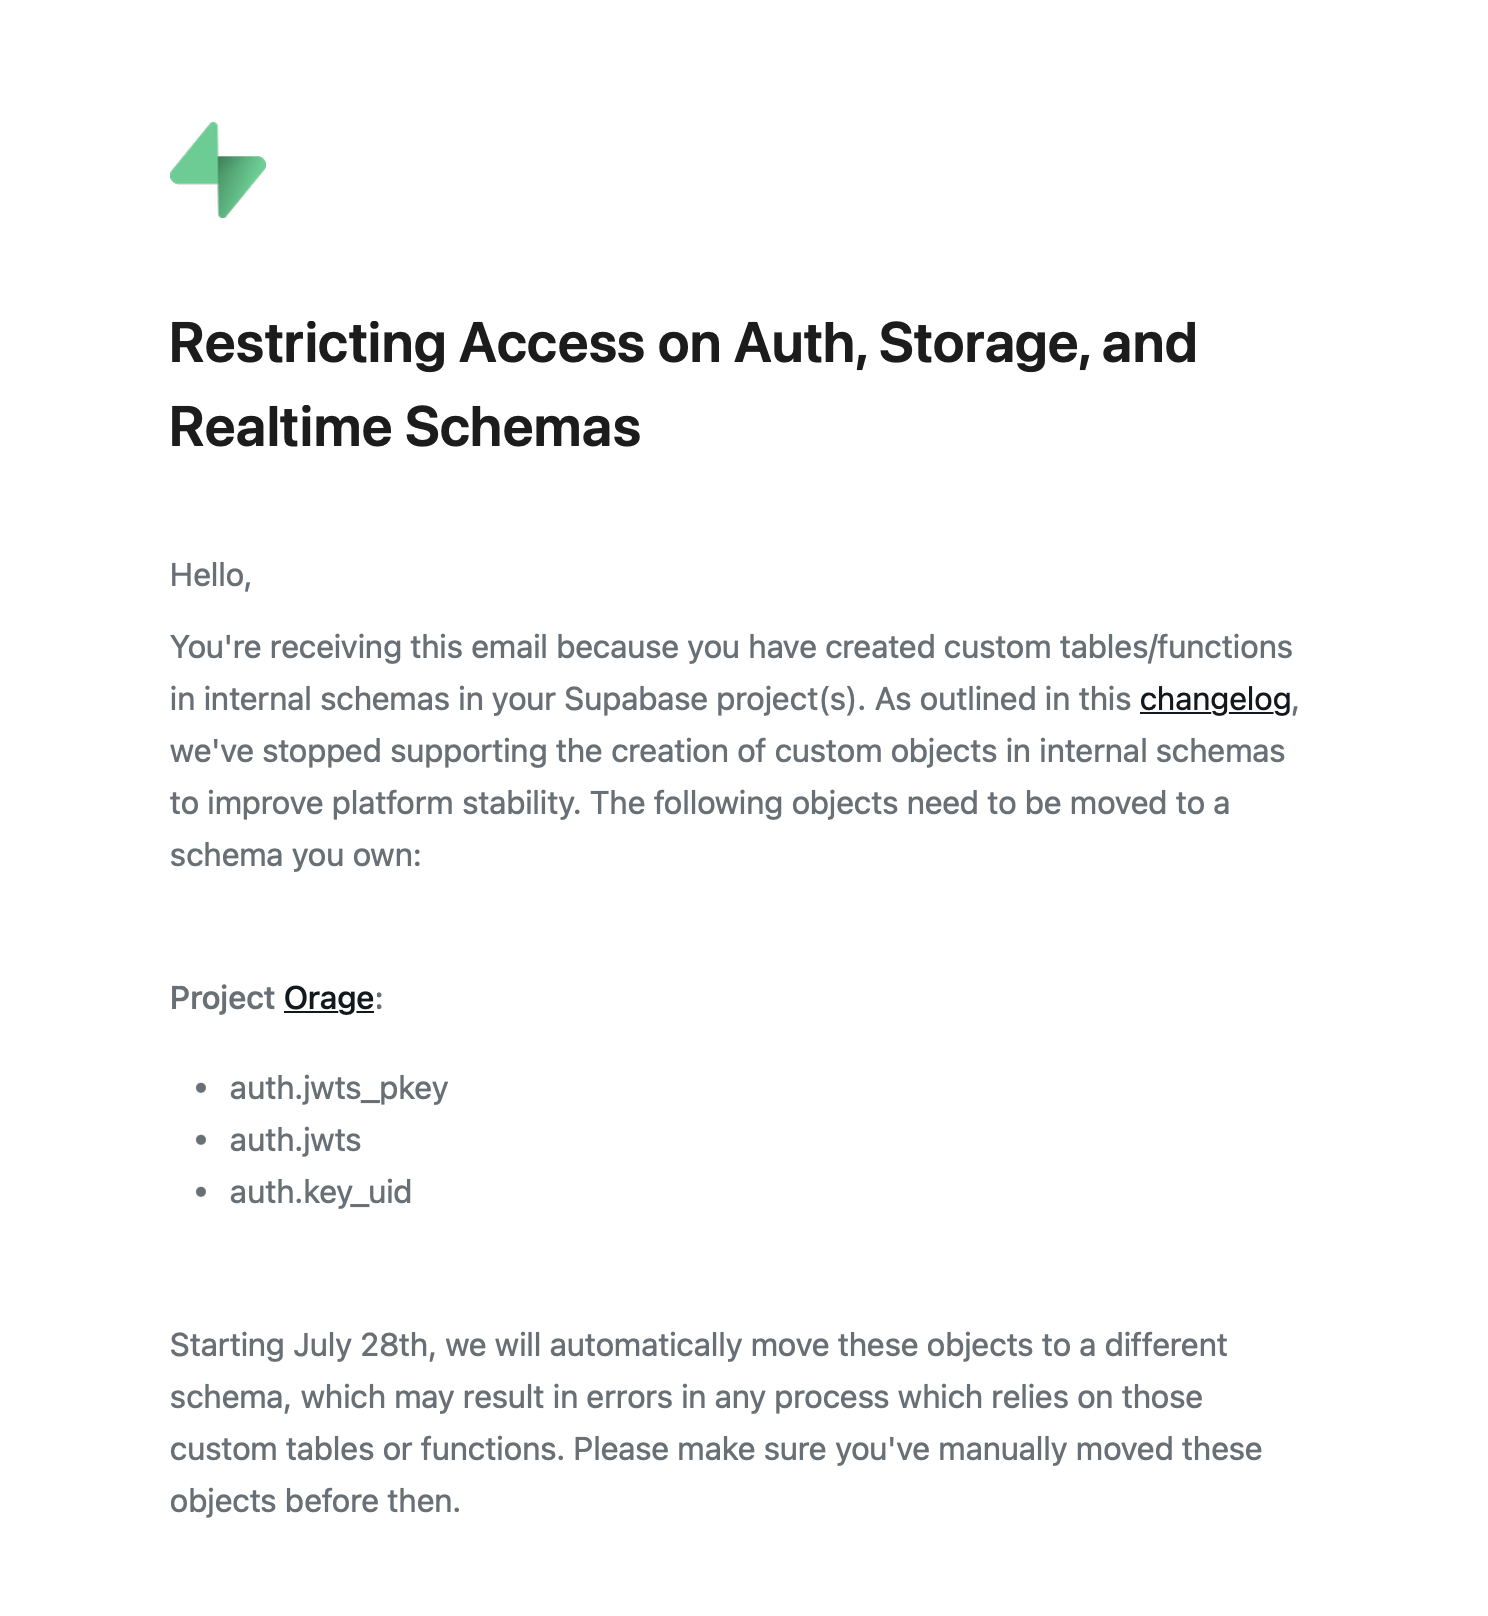 Restricting Access on Auth, Storage, and
Realtime Schemas
Hello,
You're receiving this email because you have created custom tables/functions
in internal schemas in your Supabase project(s). As outlined in this changelog,
we've stopped supporting the creation of custom objects in internal schemas
to improve platform stability. The following objects need to be moved to a
schema you own:
Project Orage:
• auth.jwts_pkey
• auth.jwts
• auth.key_uid
Starting July 28th, we will automatically move these objects to a different
schema, which may result in errors in any process which relies on those
custom tables or functions. Please make sure you've manually moved these
objects before then.